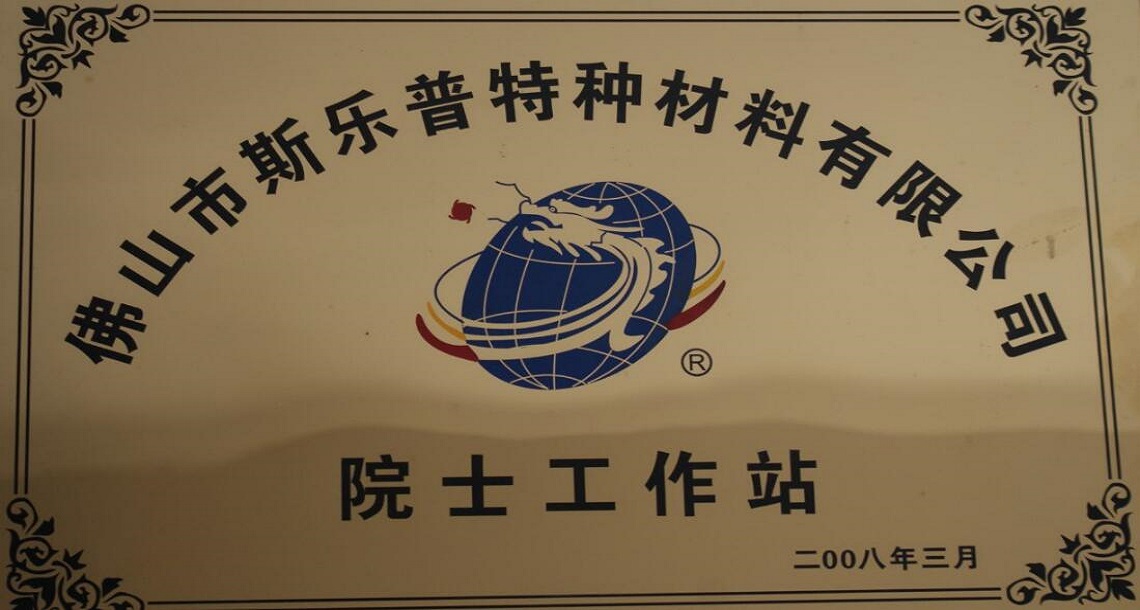 佛山市斯乐普特种材料有限公司
®
院士工作站
二00八年三月